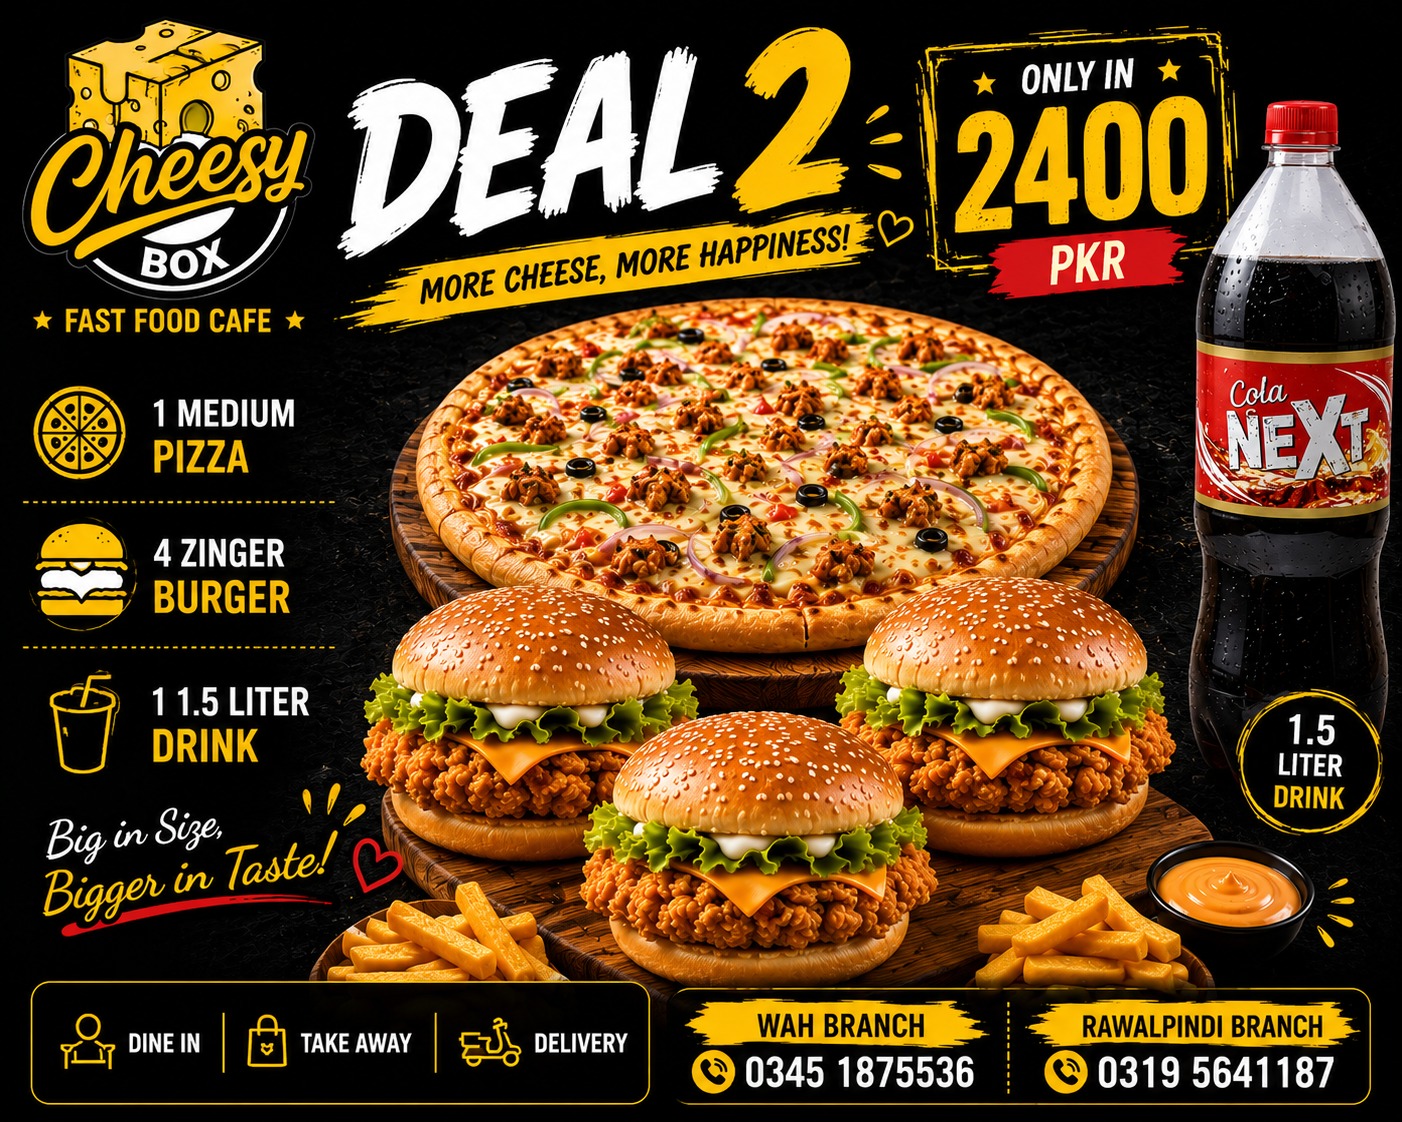 Cheesy
BOX
FAST FOOD CAFE
DEAL 2
MORE CHEESE, MORE HAPPINESS!
ONLY IN
2400
PKR
1 MEDIUM
PIZZA
4 ZINGER
BURGER
1 1.5 LITER
DRINK
Big in Size,
Bigger in Taste!
Cola
NEXT
1.5
LITER
DRINK
DINE IN
TAKE AWAY
DELIVERY
WAH BRANCH
0345 1875536
RAWALPINDI BRANCH
0319 5641187